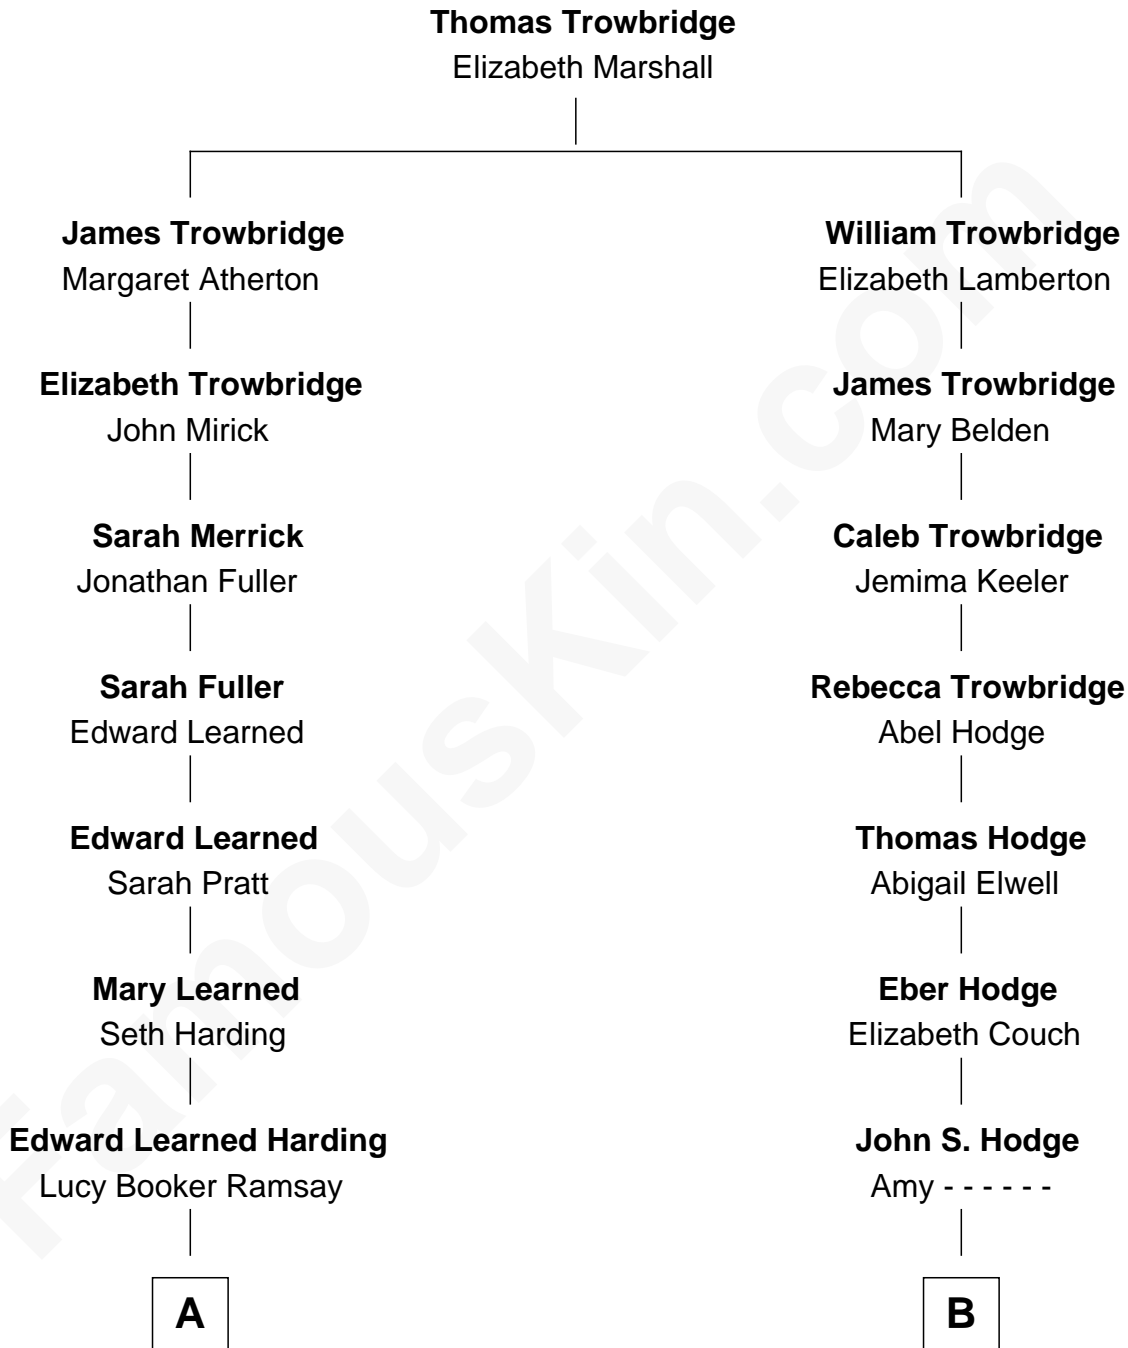 Thomas Trowbridge
Elizabeth Marshall
James Trowbridge
Margaret Atherton
William Trowbridge
Elizabeth Lamberton
Elizabeth Trowbridge
John Mirick
James Trowbridge
Mary Belden
Sarah Merrick
Jonathan Fuller
Caleb Trowbridge
Jemima Keeler
Sarah Fuller
Edward Learned
Rebecca Trowbridge
Abel Hodge
Edward Learned
Sarah Pratt
Thomas Hodge
Abigail Elwell
Mary Learned
Seth Harding
Eber Hodge
Elizabeth Couch
Edward Learned Harding
Lucy Booker Ramsay
John S. Hodge
Amy - - - - - -
A
B
FamousKin.com